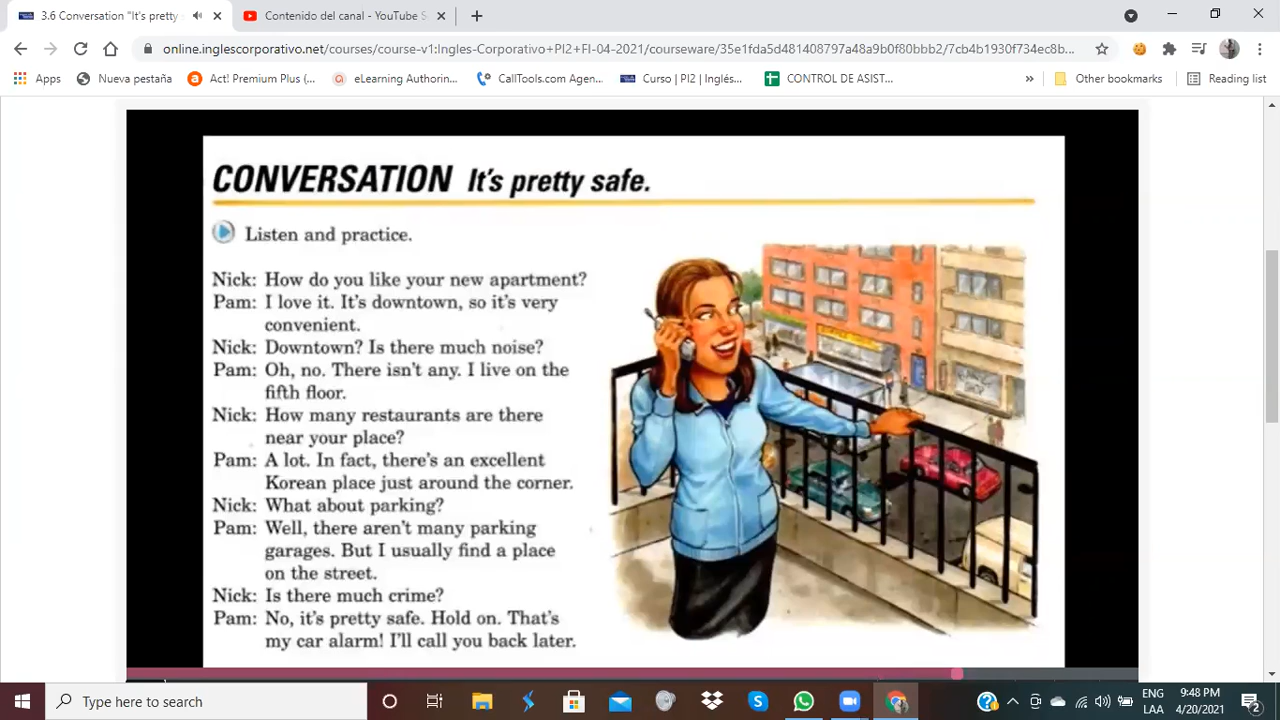 3.6 Conversation "It's pretty
Contenido del canal - YouTube S
online.inglescorporativo.net/courses/course-v1:Ingles-Corporativo+PI2+FI-04-2021/courseware/35e1fda5d481408797a48a9b0f80bbb2/7cb4b1930f734ec8b...
Apps
Nueva pestaña
Act! Premium Plus (...
eLearning Authorin...
CallTools.com Agen...
Curso | PI2 | Inglés...
CONTROL DE ASIST...
»
Other bookmarks
Reading list
CONVERSATION It's pretty safe.
Listen and practice.
Nick: How do you like your new apartment?
Pam: I love it. It's downtown, so it's very
convenient.
Nick: Downtown? Is there much noise?
Pam: Oh, no. There isn't any. I live on the
fifth floor.
Nick: How many restaurants are there
near your place?
Pam: A lot. In fact, there's an excellent
Korean place just around the corner.
Nick: What about parking?
Pam: Well, there aren't many parking
garages. But I usually find a place
on the street.
Nick: Is there much crime?
Pam: No, it's pretty safe. Hold on. That's
my car alarm! I'll call you back later.
Type here to search
ENG
LAA
9:48 PM
4/20/2021
2